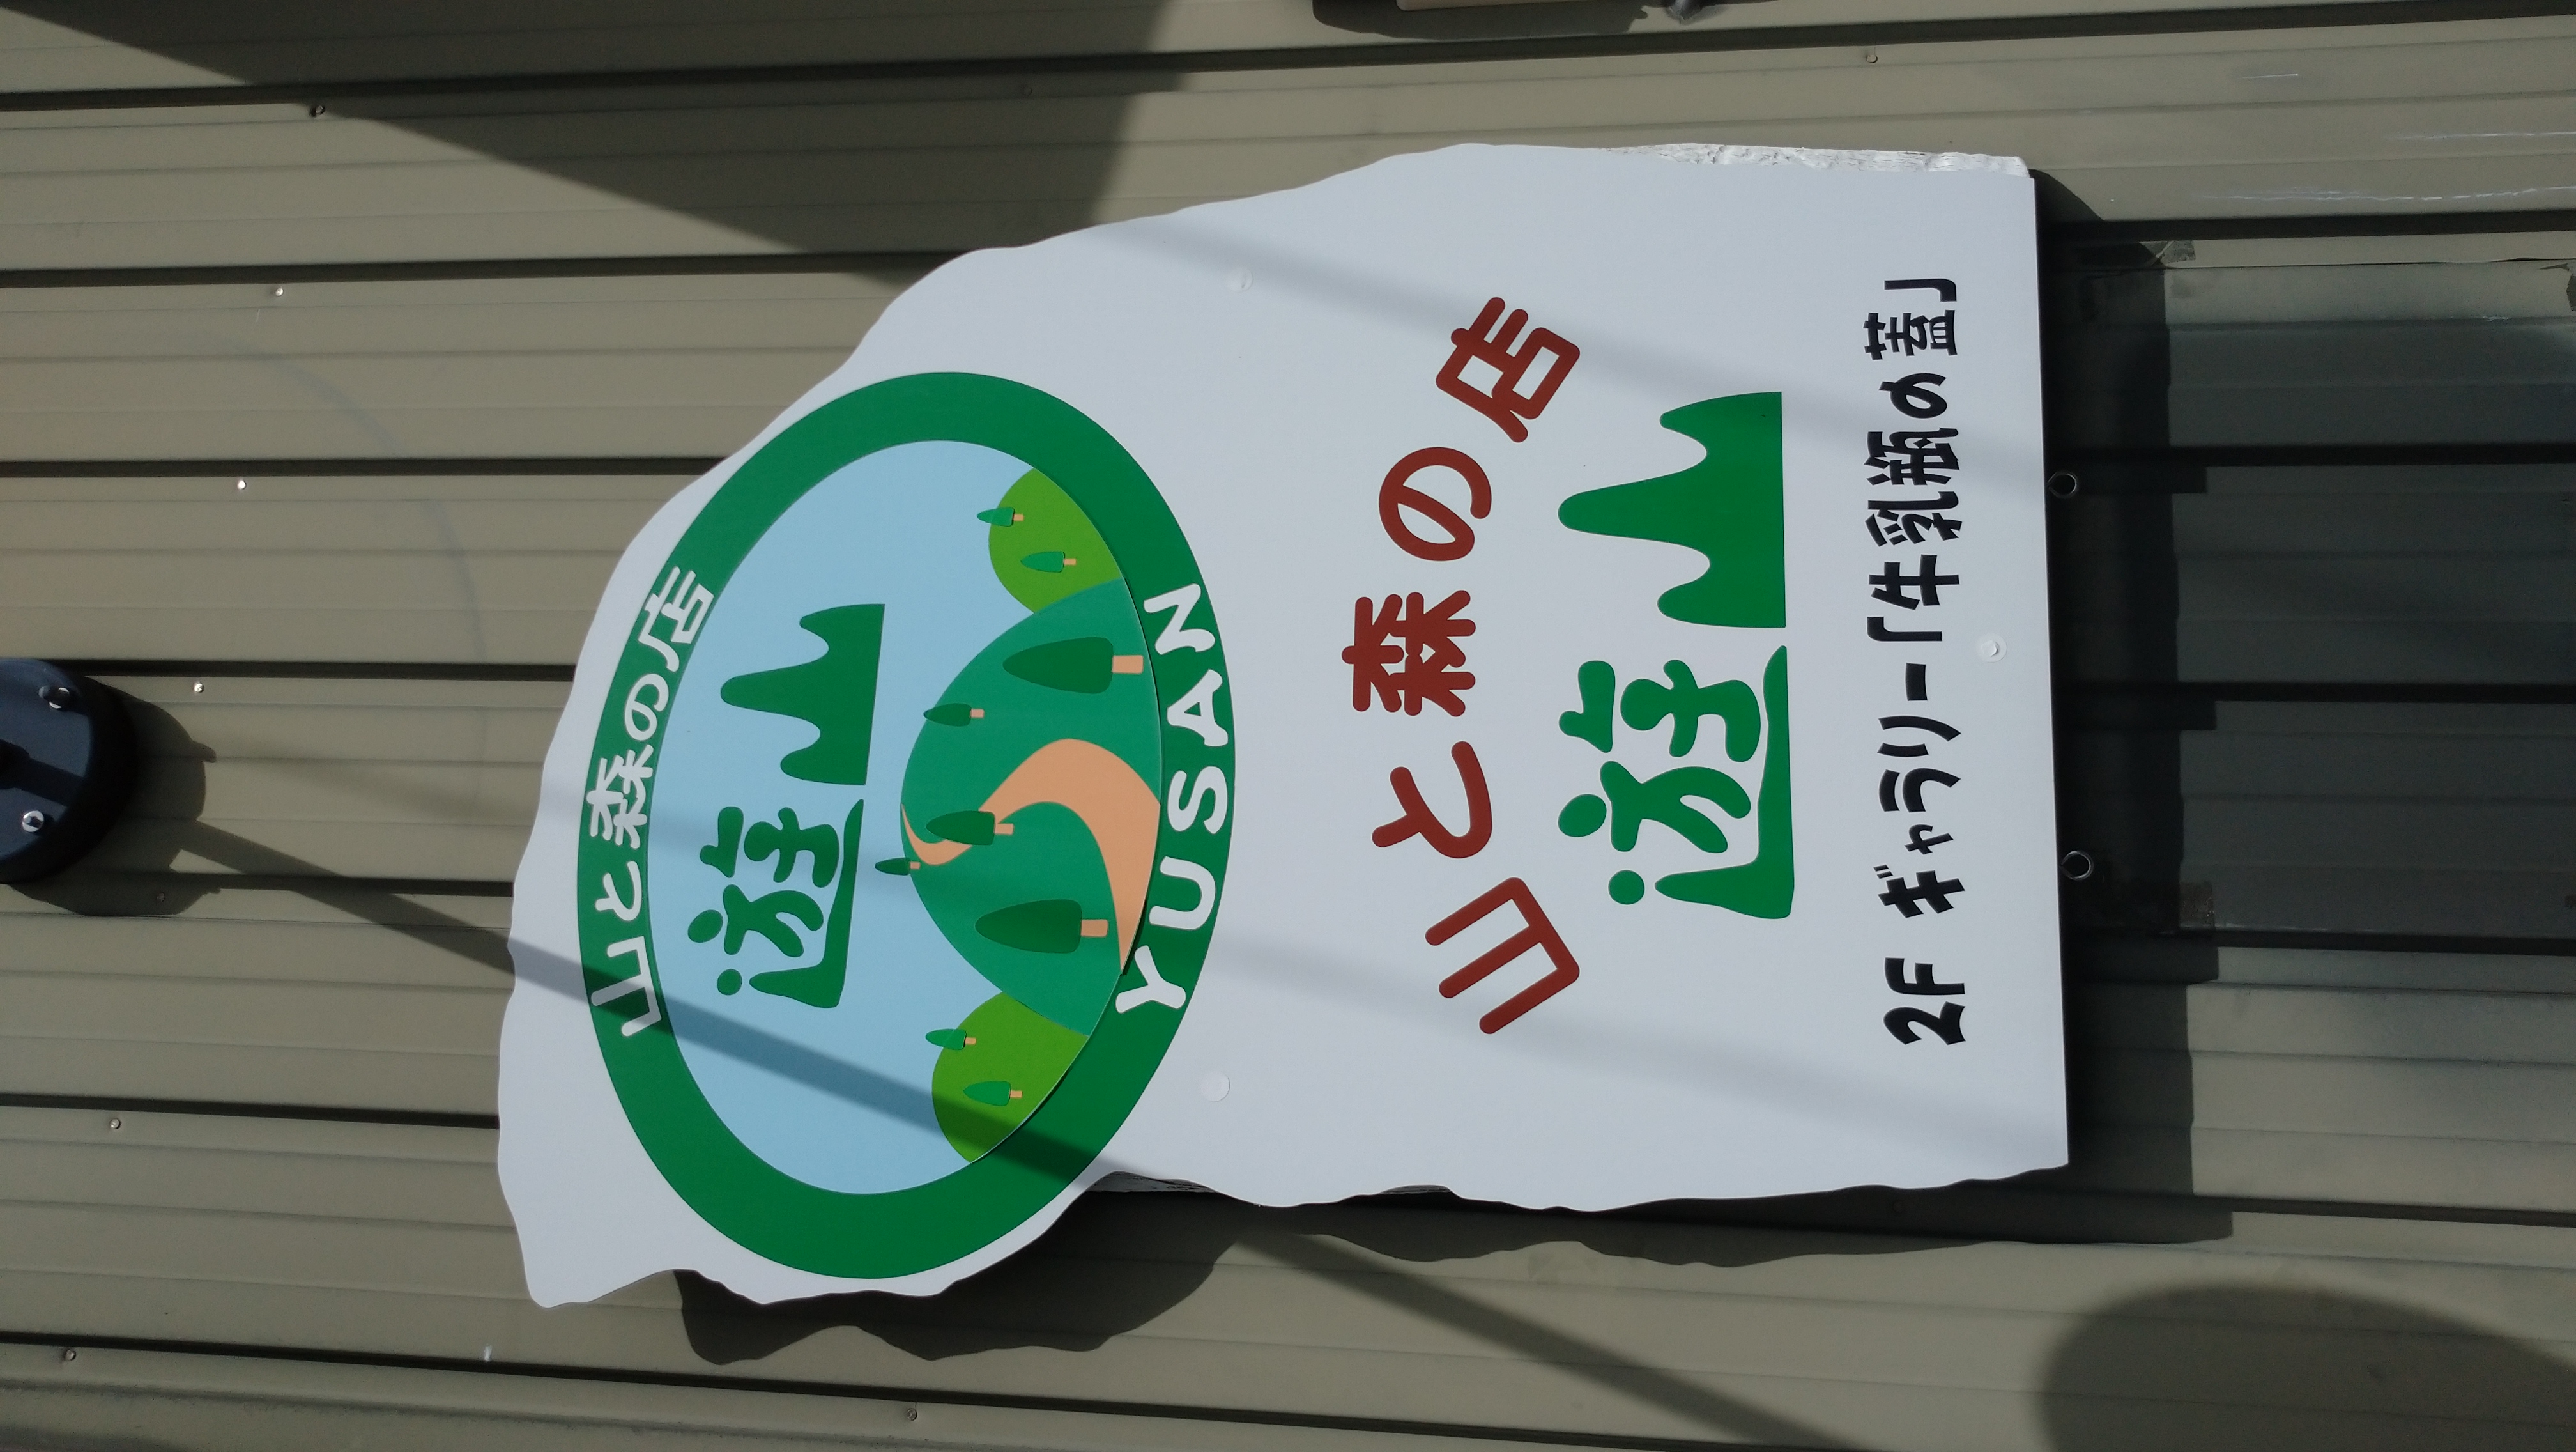 山と森の店
遊山
YUSAN
山と森の店
遊山
2F ギャラリー「牛乳瓶の蓋」